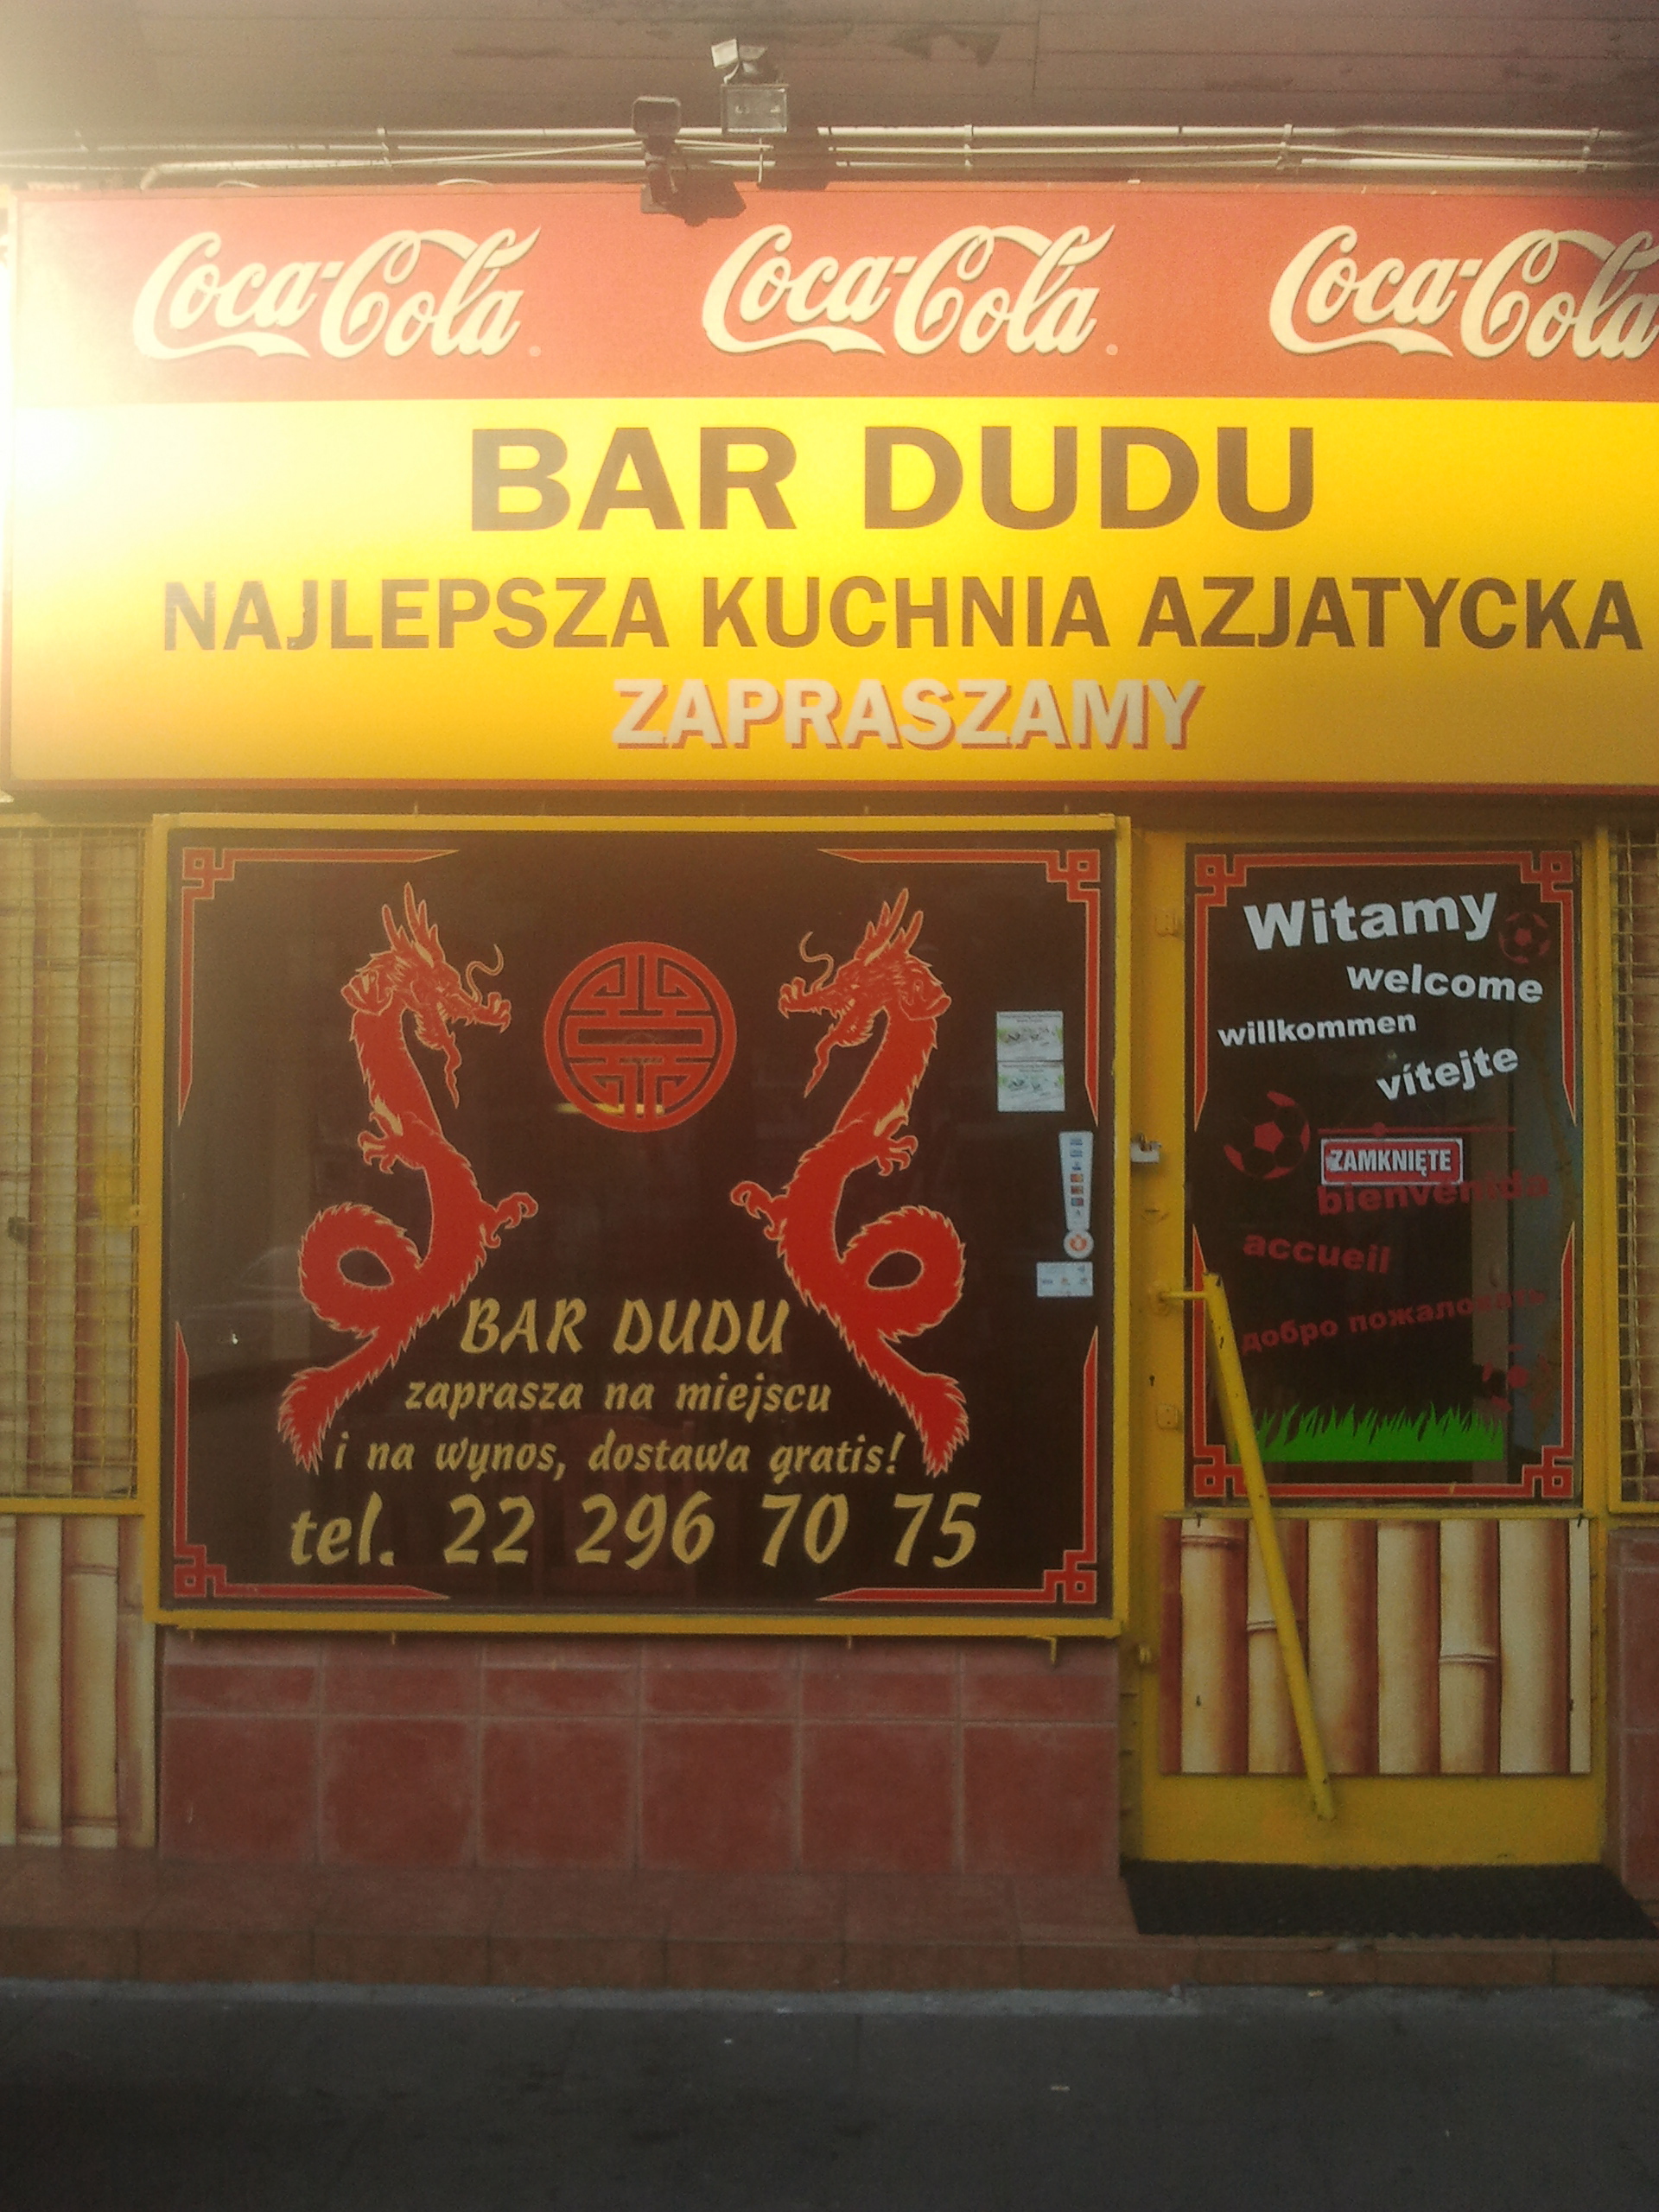 Coca-Cola Coca-Cola Coca-Cola
BAR DUDU
NAJLEPSZA KUCHNIA AZJATYCKA
ZAPRASZAMY
BAR DUDU
zaprasza na miejscu
i na wynos, dostawa gratis!
tel. 22 296 70 75
Witamy
welcome
willkommen
vítejte
ZAMKNIĘTE
bienvenida
accueil
добро пожаловать